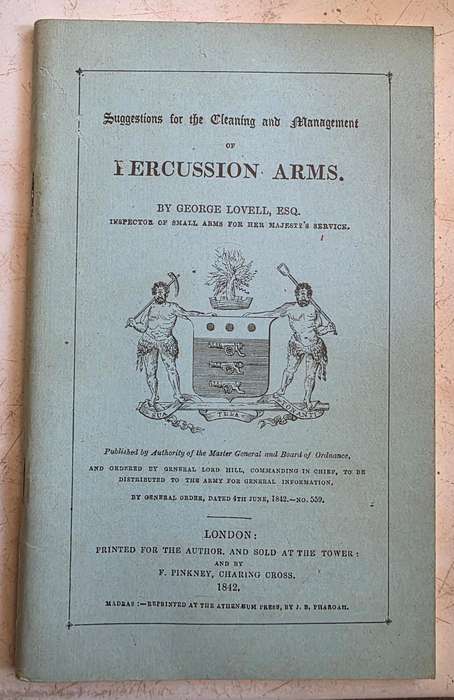 Suggestions for the Cleaning and Management
OF
PERCUSSION ARMS.
BY GEORGE LOVELL, ESQ.
INSPECTOR OF SMALL ARMS FOR HER MAJESTY'S SERVICE.
SUA TELA TONANTI
Published by Authority of the Master General and Board of Ordnance,
AND ORDERED BY GENERAL LORD HILL, COMMANDING IN CHIEF, TO BE
DISTRIBUTED TO THE ARMY FOR GENERAL INFORMATION,
BY GENERAL ORDER, DATED 4TH JUNE, 1842.—NO. 559.
LONDON:
PRINTED FOR THE AUTHOR, AND SOLD AT THE TOWER:
AND BY
F. PINKNEY, CHARING CROSS.
1842.
MADRAS:—REPRINTED AT THE ATHENÆUM PRESS, BY J. B. PHAROAH.